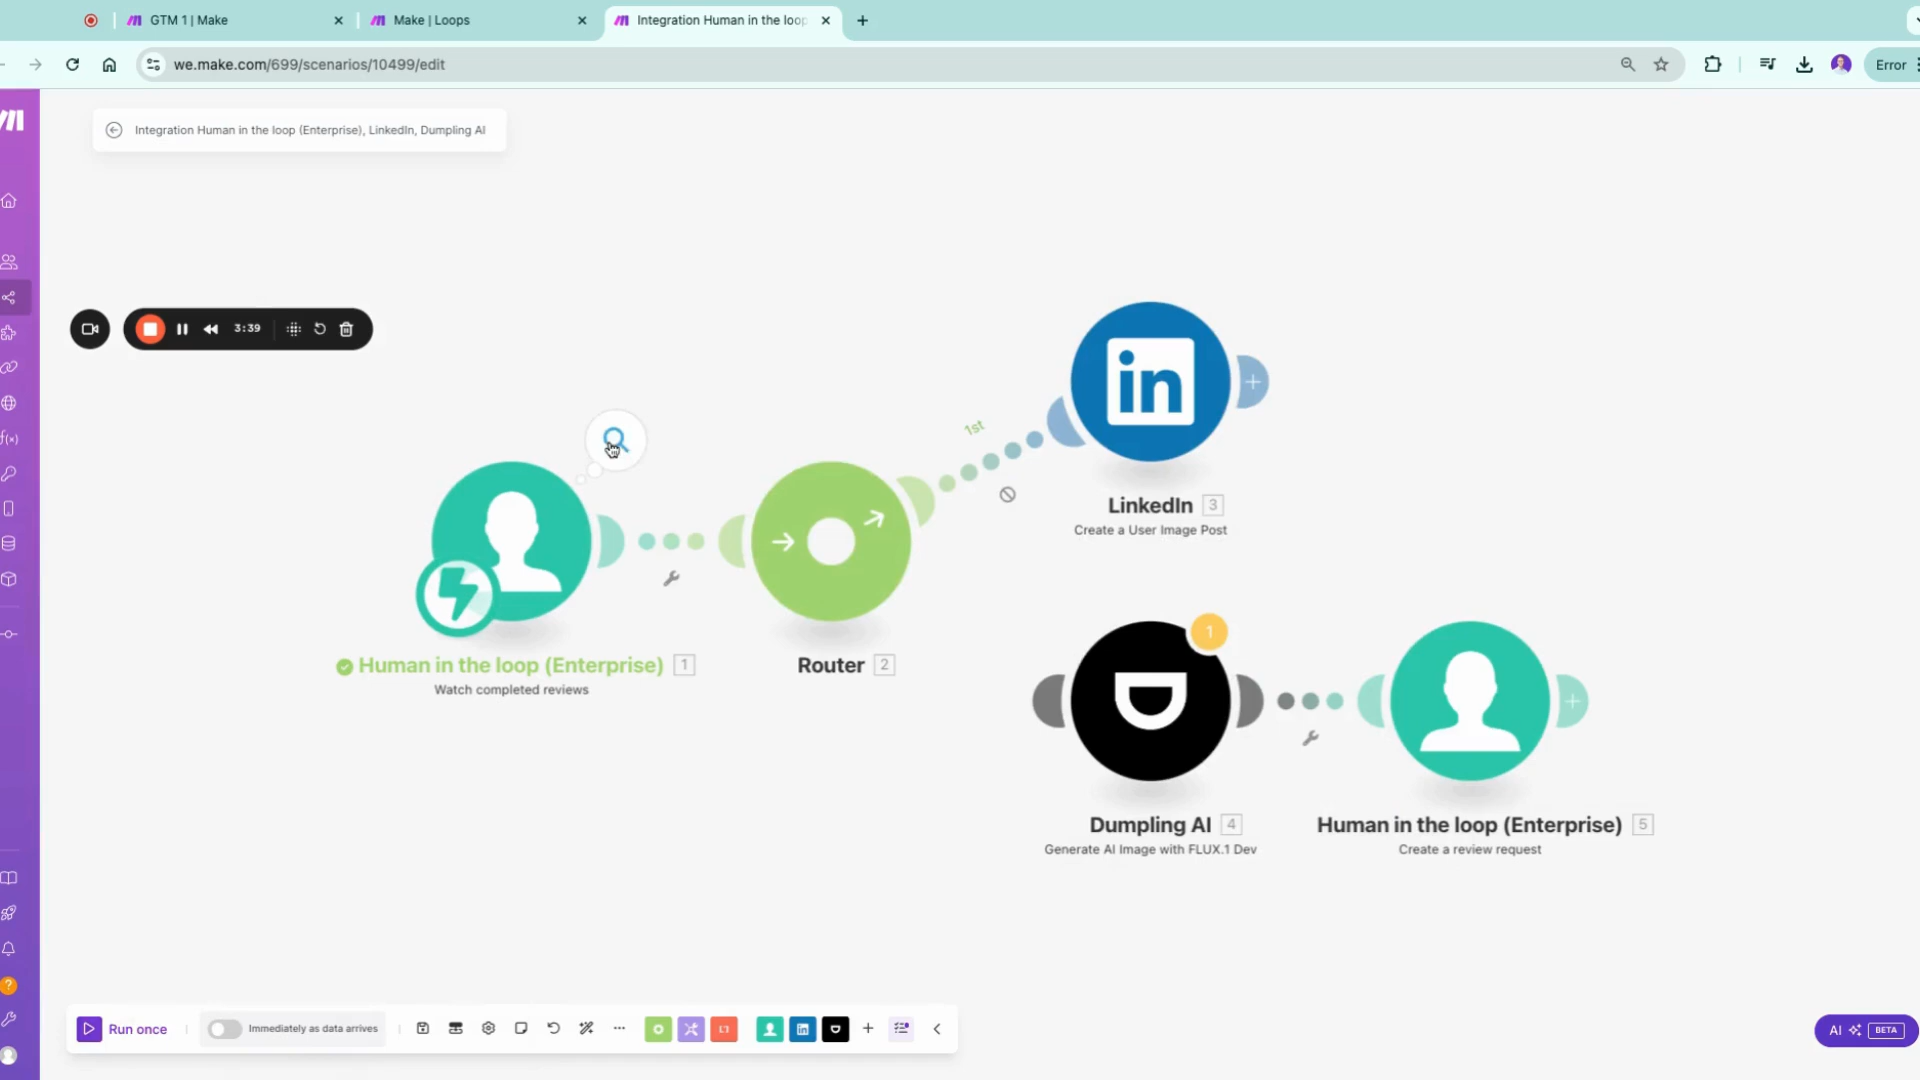 GTM 1 | Make
Make | Loops
Integration Human in the loop
we.make.com/699/scenarios/10499/edit
Error
Integration Human in the loop (Enterprise), LinkedIn, Dumpling AI
3:39
1st
in
LinkedIn 3
Create a User Image Post
Human in the loop (Enterprise) 1
Watch completed reviews
Router 2
1
Dumpling AI 4
Generate AI Image with FLUX.1 Dev
Human in the loop (Enterprise) 5
Create a review request
f(x)
?
Run once
Immediately as data arrives
AI BETA